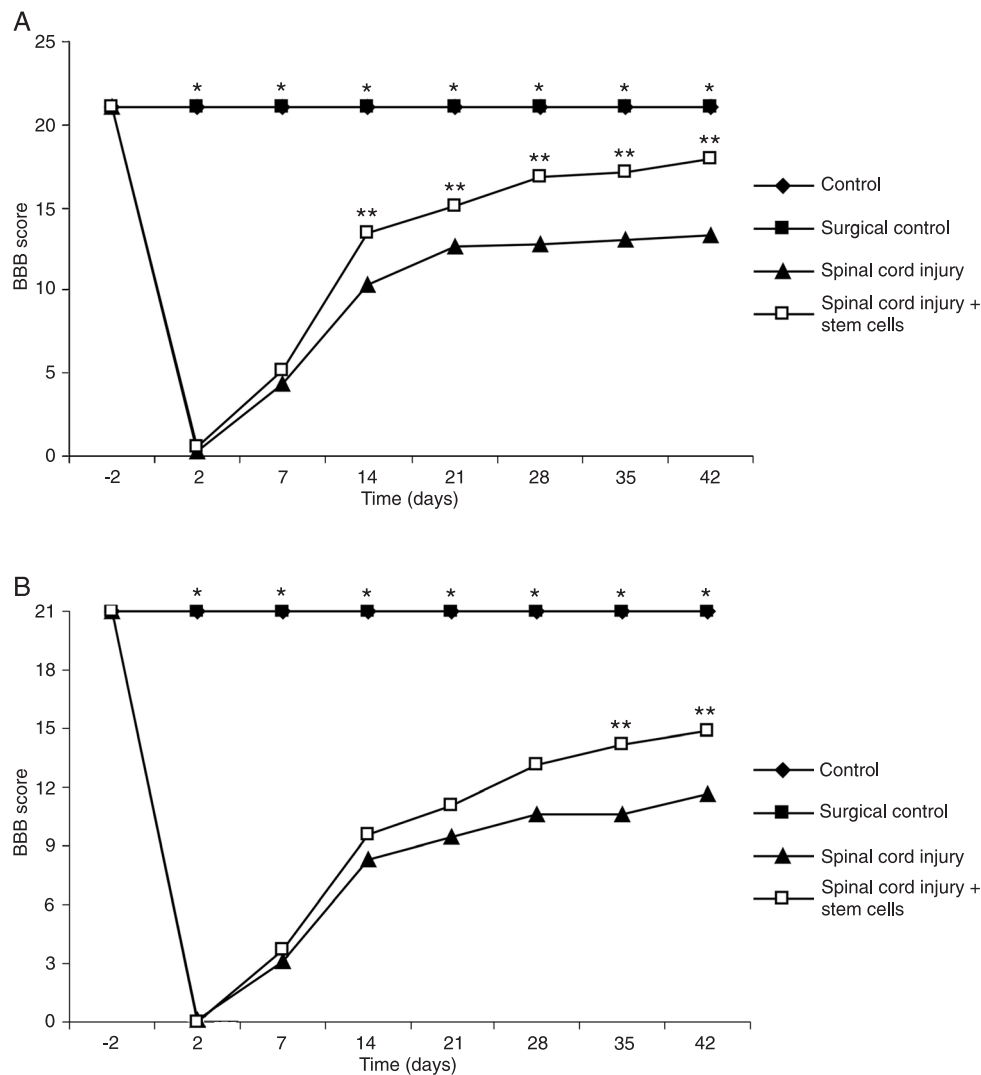 A
25
20
15
10
5
0
BBB score
* * * * * * *
** ** ** ** **
-2 2 7 14 21 28 35 42
Time (days)
Control
Surgical control
Spinal cord injury
Spinal cord injury +
stem cells
B
21
18
15
12
9
6
3
0
BBB score
* * * * * * *
** **
-2 2 7 14 21 28 35 42
Time (days)
Control
Surgical control
Spinal cord injury
Spinal cord injury +
stem cells